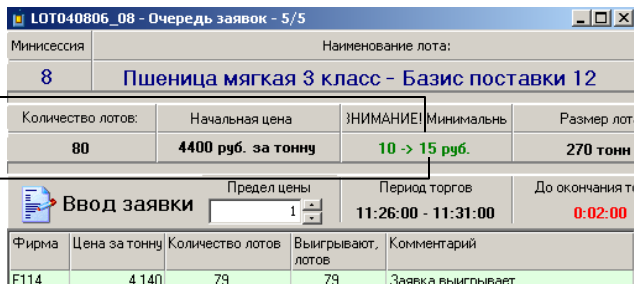 LOT040806_08 - Очередь заявок - 5/5
Минисессия Наименование лота:
8 Пшеница мягкая 3 класс - Базис поставки 12
Количество лотов: Начальная цена ЗНИМАНИЕ! Минимальнь Размер лот
80 4400 руб. за тонну 10 -> 15 руб. 270 тонн
Ввод заявки Предел цены Период торгов До окончания т
1 11:26:00 - 11:31:00 0:02:00
Фирма Цена за тонну Количество лотов Выигрывают, лотов Комментарий
F114 4 140 79 79 Заявка выигрывает